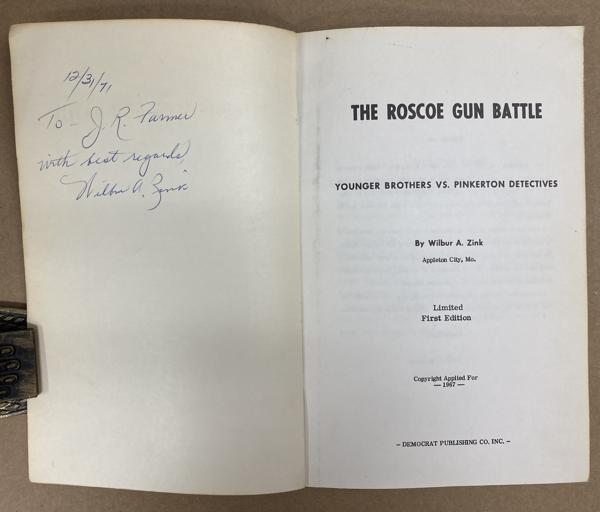 12/31/71
To - J. R. Farmer
with best regards,
Wilbur A. Zink
THE ROSCOE GUN BATTLE
YOUNGER BROTHERS VS. PINKERTON DETECTIVES
By Wilbur A. Zink
Appleton City, Mo.
Limited
First Edition
Copyright Applied For
— 1967 —
- DEMOCRAT PUBLISHING CO. INC. -